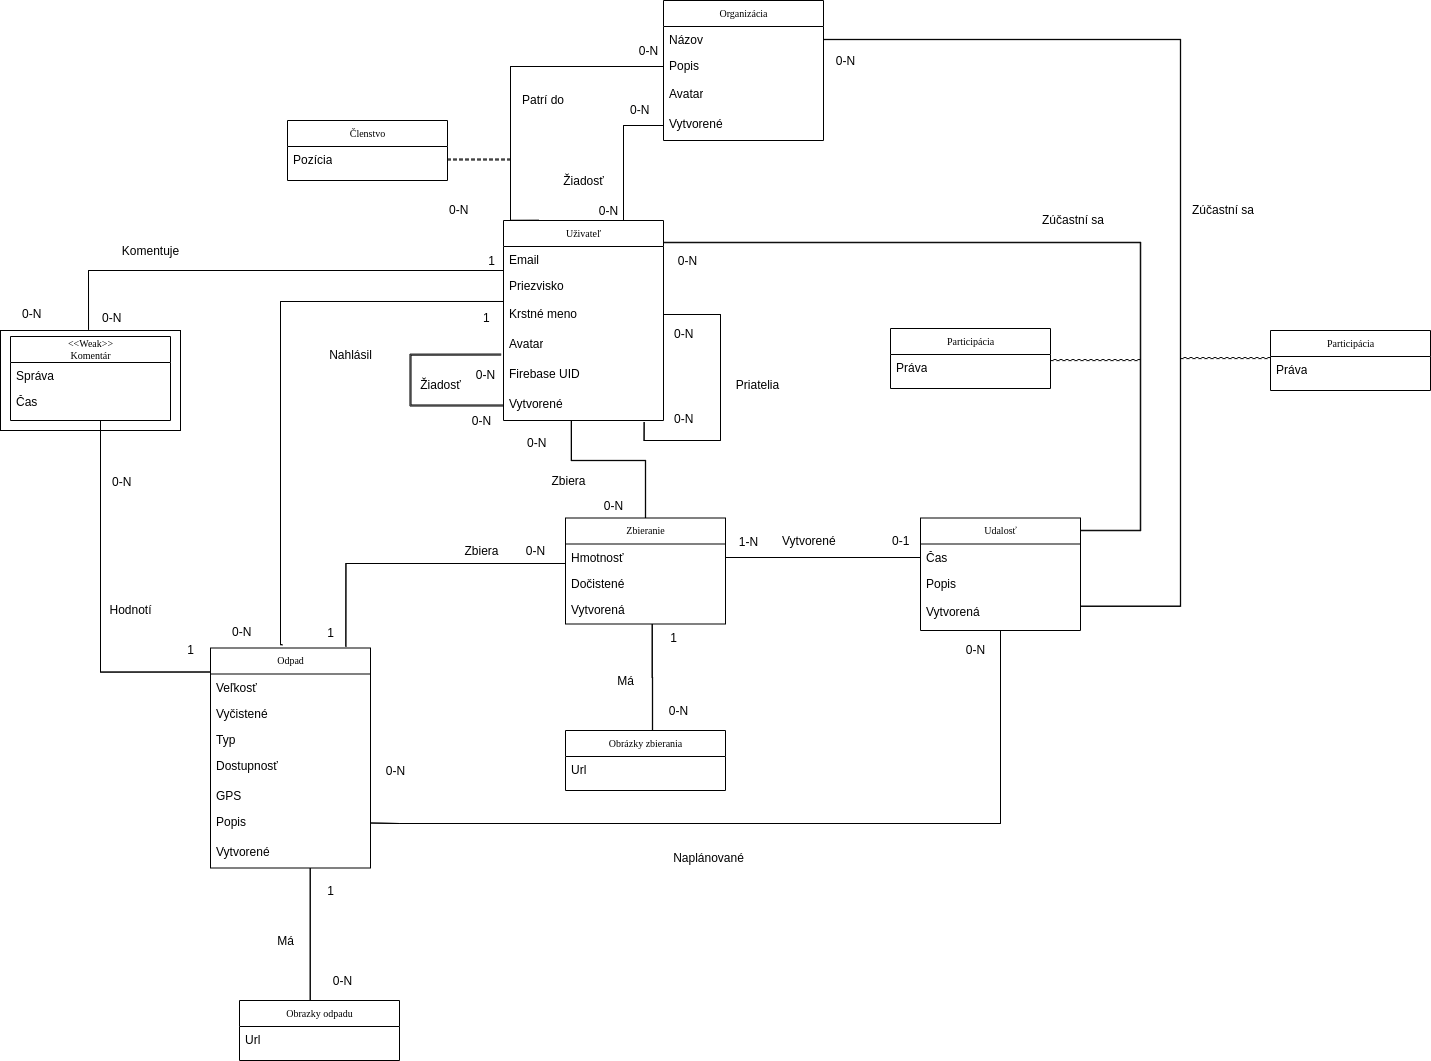 Organizácia
Názov
Popis
Avatar
Vytvorené
0-N
0-N
0-N
Patrí do
Členstvo
Pozícia
Žiadosť
0-N
0-N
Zúčastní sa
Zúčastní sa
Užívateľ
Email
Priezvisko
Krstné meno
Avatar
Firebase UID
Vytvorené
Komentuje
1
0-N
0-N
0-N
1
<<Weak>>
Komentár
Správa
Čas
Nahlásil
Žiadosť
0-N
0-N
0-N
Priatelia
0-N
Participácia
Práva
Participácia
Práva
0-N
Zbiera
0-N
0-N
Zbieranie
Hmotnosť
Dočistené
Vytvorená
1-N
Vytvorené
0-1
Udalosť
Čas
Popis
Vytvorená
Zbiera
0-N
Hodnotí
0-N
1
1
1
Má
0-N
0-N
Odpad
Veľkosť
Vyčistené
Typ
Dostupnosť
GPS
Popis
Vytvorené
0-N
Obrázky zbierania
Url
Naplánované
1
Má
0-N
Obrazky odpadu
Url